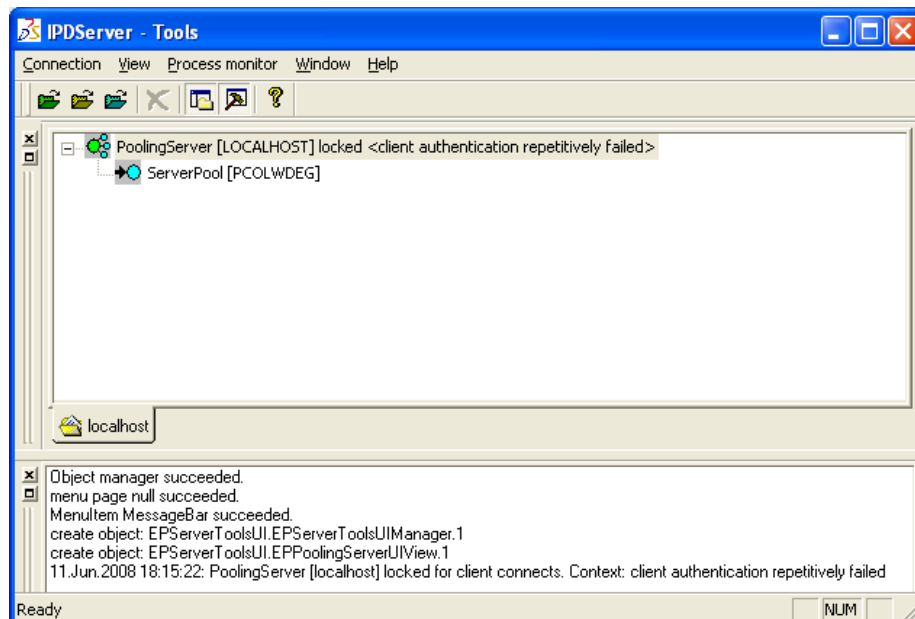 IPDServer - Tools
Connection View Process monitor Window Help
PoolingServer [LOCALHOST] locked <client authentication repetitively failed>
ServerPool [PCOLWDEG]
localhost
Object manager succeeded.
menu page null succeeded.
MenuItem MessageBar succeeded.
create object: EPServerToolsUI.EPServerToolsUIManager.1
create object: EPServerToolsUI.EPPoolingServerUIView.1
11.Jun.2008 18:15:22: PoolingServer [localhost] locked for client connects. Context: client authentication repetitively failed
Ready NUM